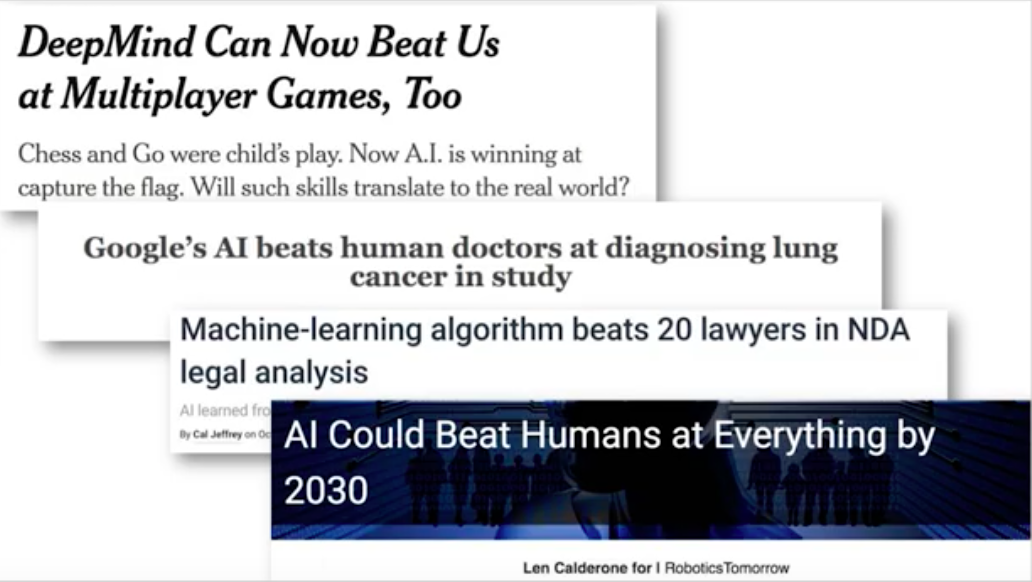 DeepMind Can Now Beat Us
at Multiplayer Games, Too
Chess and Go were child's play. Now A.I. is winning at
capture the flag. Will such skills translate to the real world?
Google's AI beats human doctors at diagnosing lung
cancer in study
Machine-learning algorithm beats 20 lawyers in NDA
legal analysis
AI learned fro
By Cal Jeffrey on Oc
AI Could Beat Humans at Everything by
2030
Len Calderone for | RoboticsTomorrow